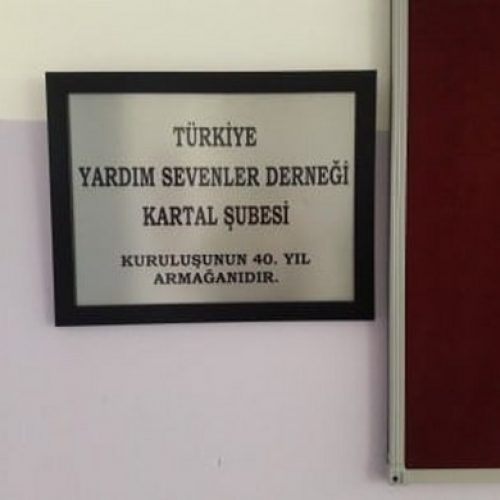 TÜRKİYE
YARDIM SEVENLER DERNEĞİ
KARTAL ŞUBESİ
KURULUŞUNUN 40. YIL
ARMAĞANIDIR.